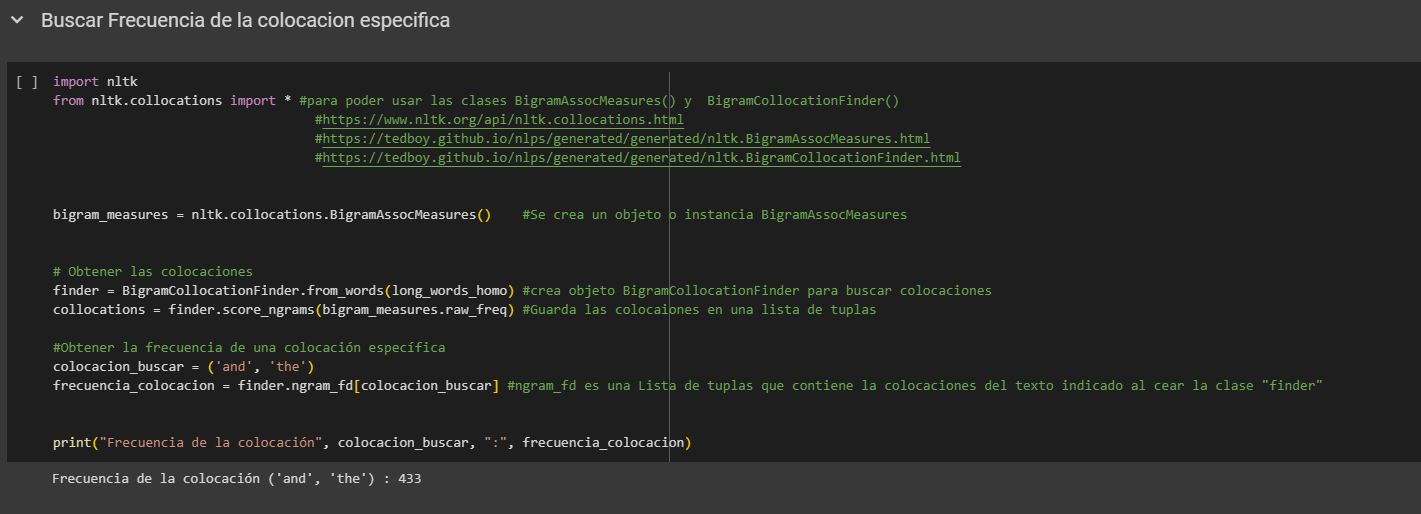 Buscar Frecuencia de la colocacion especifica
[ ] import nltk
from nltk.collocations import * #para poder usar las clases BigramAssocMeasures() y  BigramCollocationFinder()
#https://www.nltk.org/api/nltk.collocations.html
#https://tedboy.github.io/nlps/generated/generated/nltk.BigramAssocMeasures.html
#https://tedboy.github.io/nlps/generated/generated/nltk.BigramCollocationFinder.html
bigram_measures = nltk.collocations.BigramAssocMeasures()    #Se crea un objeto o instancia BigramAssocMeasures
# Obtener las colocaciones
finder = BigramCollocationFinder.from_words(long_words_homo) #crea objeto BigramCollocationFinder para buscar colocaciones
collocations = finder.score_ngrams(bigram_measures.raw_freq) #Guarda las colocaiones en una lista de tuplas
#Obtener la frecuencia de una colocación específica
colocacion_buscar = ('and', 'the')
frecuencia_colocacion = finder.ngram_fd[colocacion_buscar] #ngram_fd es una Lista de tuplas que contiene la colocaciones del texto indicado al cear la clase "finder"
print("Frecuencia de la colocación", colocacion_buscar, ":", frecuencia_colocacion)
Frecuencia de la colocación ('and', 'the') : 433